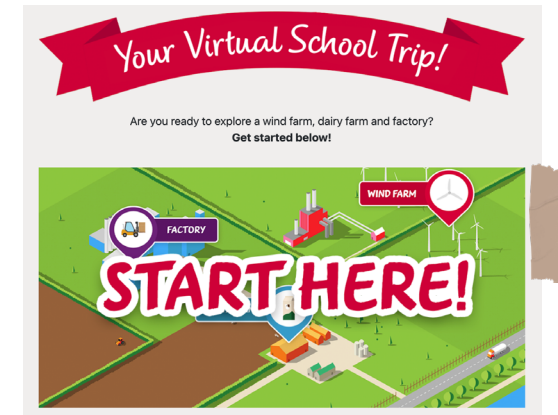 Your Virtual School Trip!
Are you ready to explore a wind farm, dairy farm and factory?
Get started below!
WIND FARM
FACTORY
START HERE!